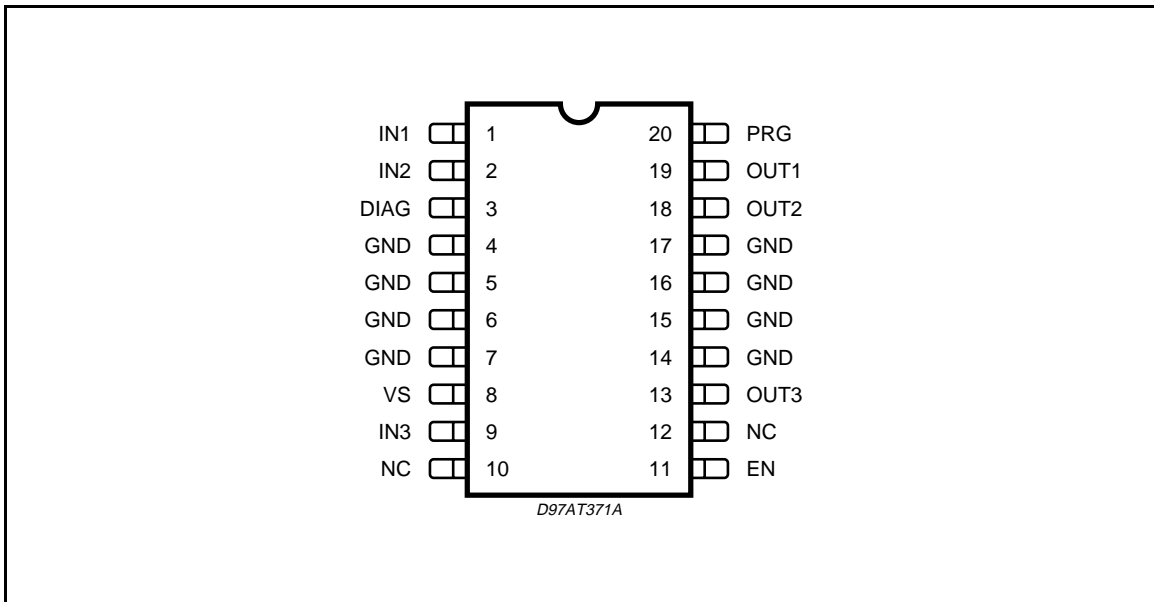 IN1 1 20 PRG
IN2 2 19 OUT1
DIAG 3 18 OUT2
GND 4 17 GND
GND 5 16 GND
GND 6 15 GND
GND 7 14 GND
VS 8 13 OUT3
IN3 9 12 NC
NC 10 11 EN
D97AT371A